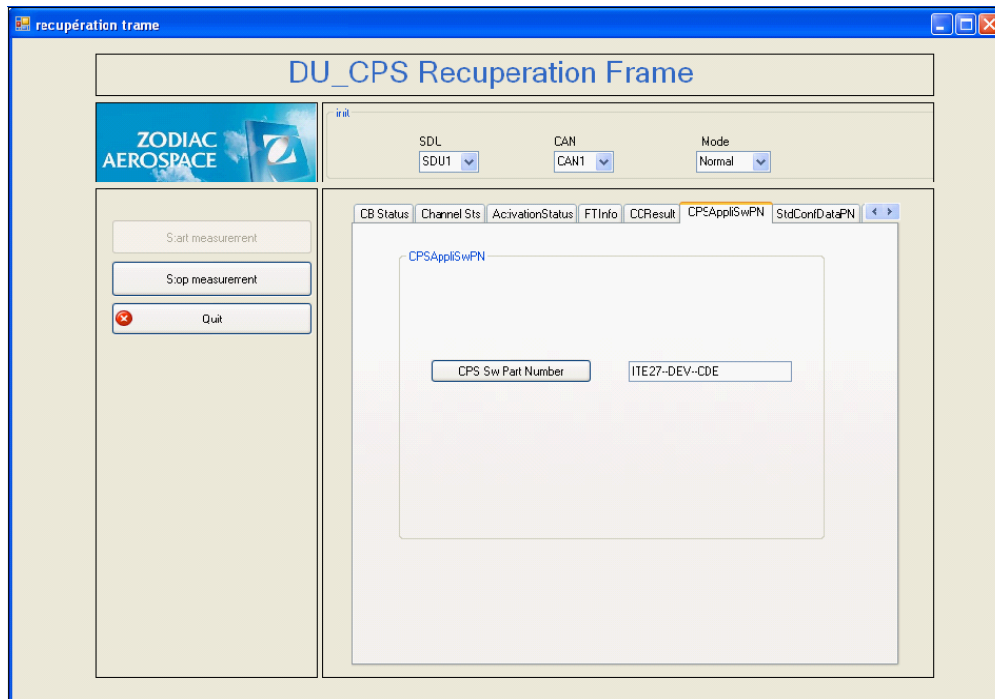 recupération trame
DU_CPS Recuperation Frame
ZODIAC
AEROSPACE
init
SDL
CAN
Mode
SDU1
CAN1
Normal
CB Status
Channel Sts
AcivationStatus
FTInfo
CCResult
CPSAppliSwPN
StdConfDataPN
Start measurement
Stop measurement
Quit
CPSAppliSwPN
CPS Sw Part Number
ITE27--DEV--CDE